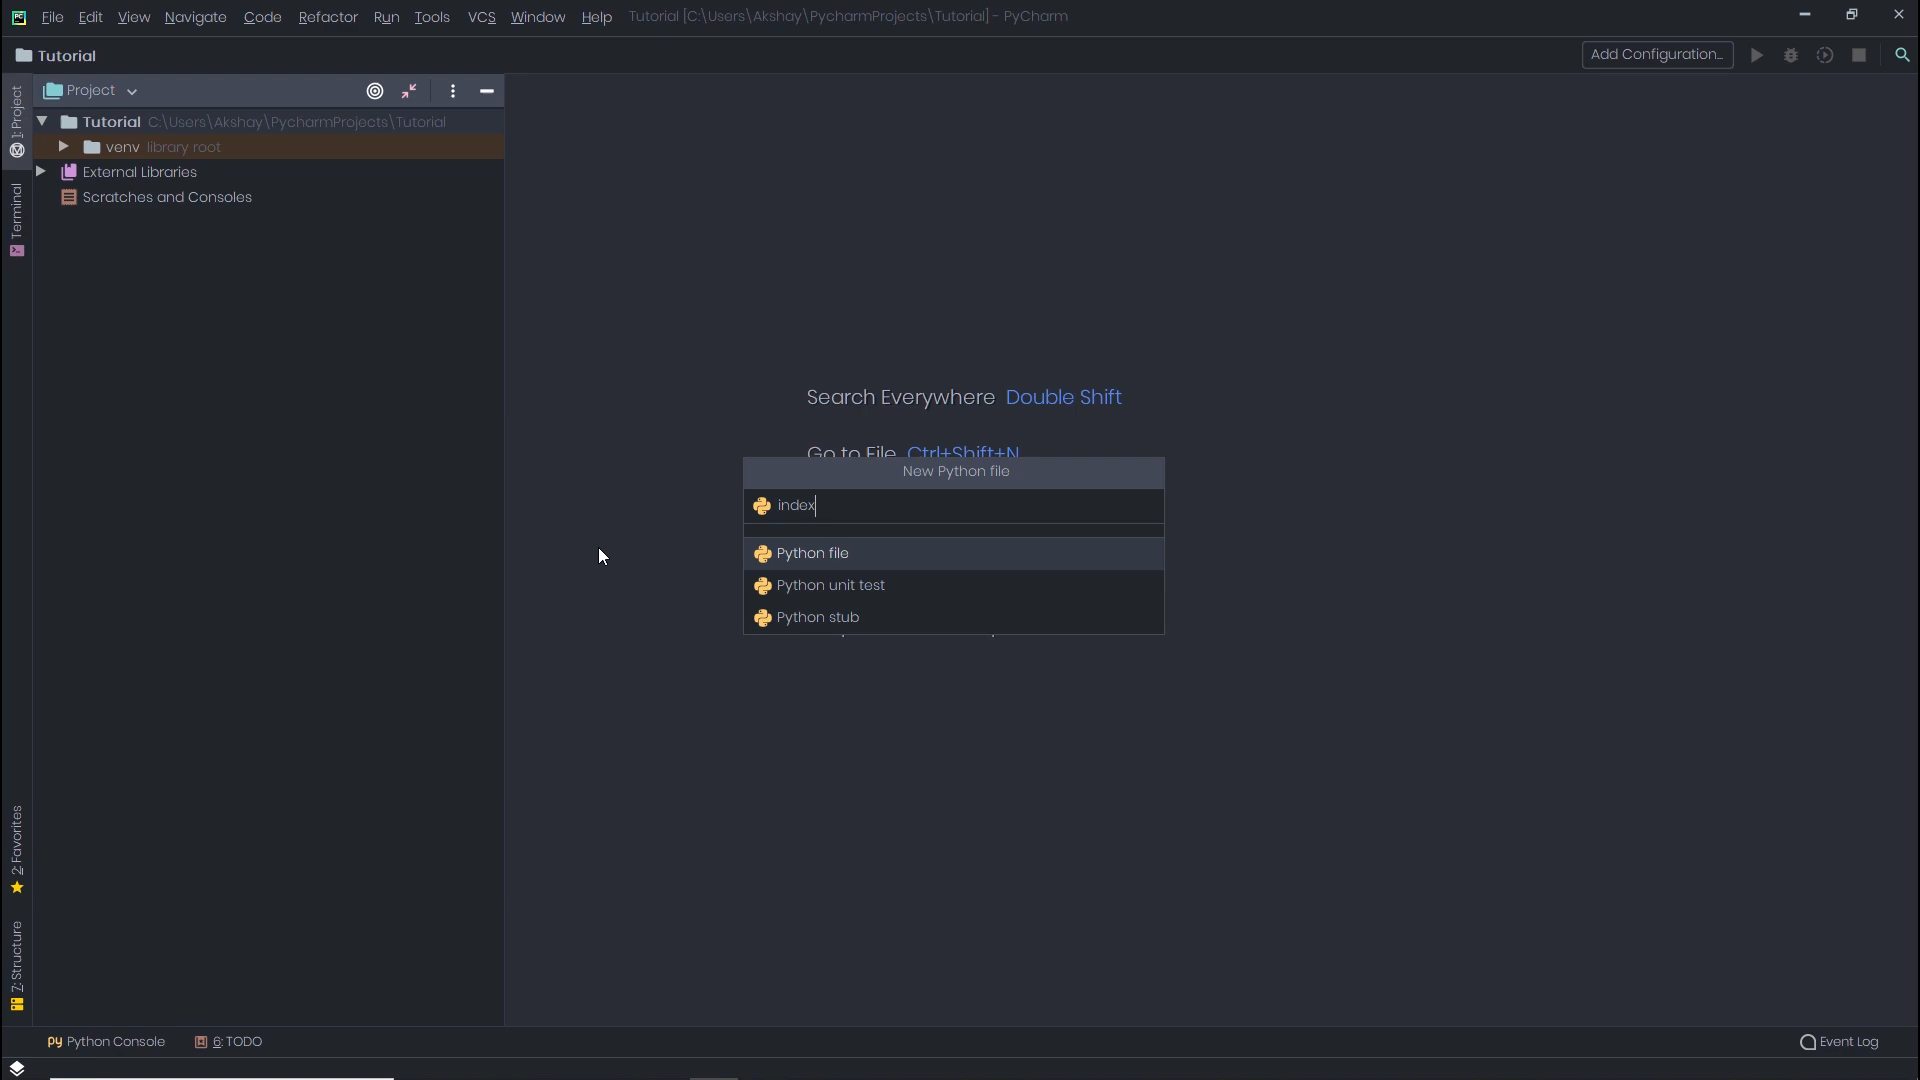 PC File Edit View Navigate Code Refactor Run Tools VCS Window Help Tutorial [C:\Users\Akshay\PycharmProjects\Tutorial] - PyCharm
Tutorial
Add Configuration...
Project
1: Project
Tutorial C:\Users\Akshay\PycharmProjects\Tutorial
venv library root
External Libraries
Scratches and Consoles
Terminal
Search Everywhere Double Shift
Go to File Ctrl+Shift+N
New Python file
index
Python file
Python unit test
Python stub
2: Favorites
7: Structure
Python Console
6: TODO
Event Log